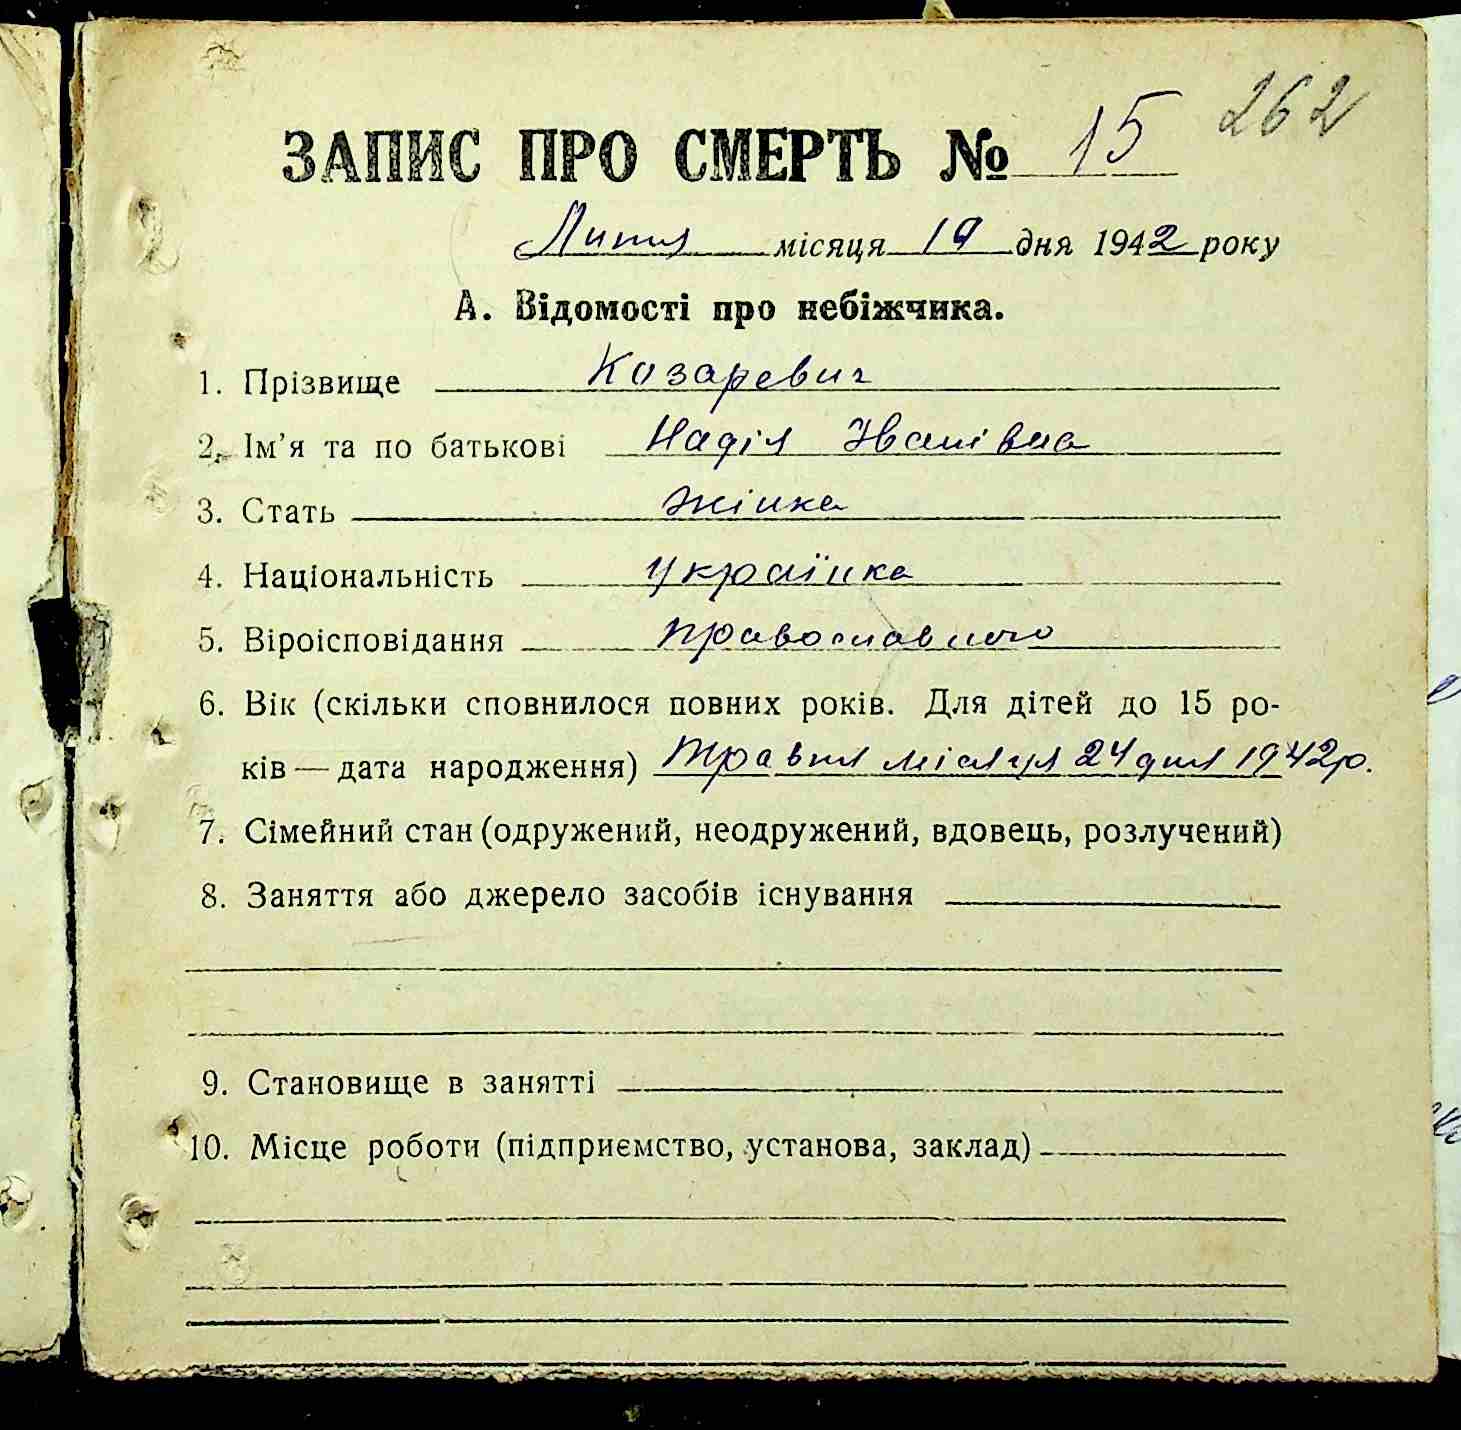 262
ЗАПИС ПРО СМЕРТЬ № 15
Липня місяця 19 дня 1942 року
А. Відомості про небіжчика.
1. Прізвище Козаревич
2. Ім'я та по батькові Надія Іванівна
3. Стать жінка
4. Національність українка
5. Віроісповідання православного
6. Вік (скільки сповнилося повних років. Для дітей до 15 ро-
ків — дата народження) Травня місяця 24 дня 1942 р.
7. Сімейний стан (одружений, неодружений, вдовець, розлучений)
8. Заняття або джерело засобів існування
9. Становище в занятті
10. Місце роботи (підприємство, установа, заклад)